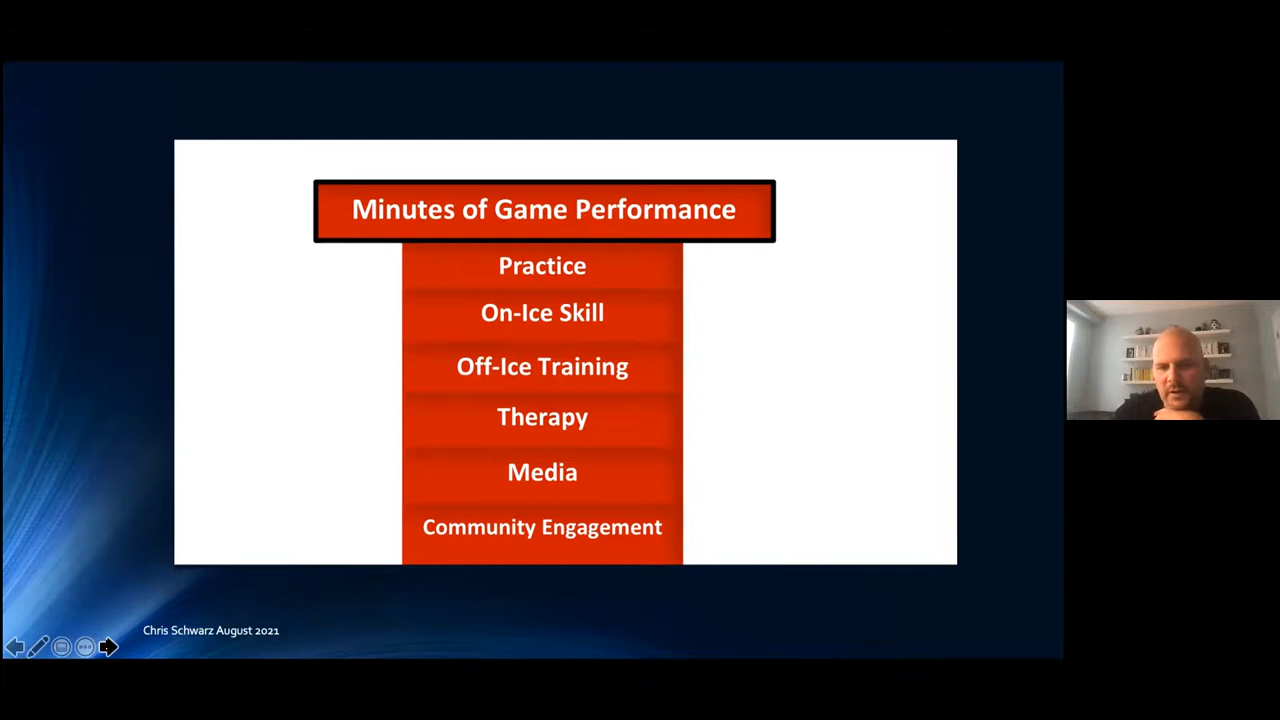 Minutes of Game Performance
Practice
On-Ice Skill
Off-Ice Training
Therapy
Media
Community Engagement
Chris Schwarz August 2021